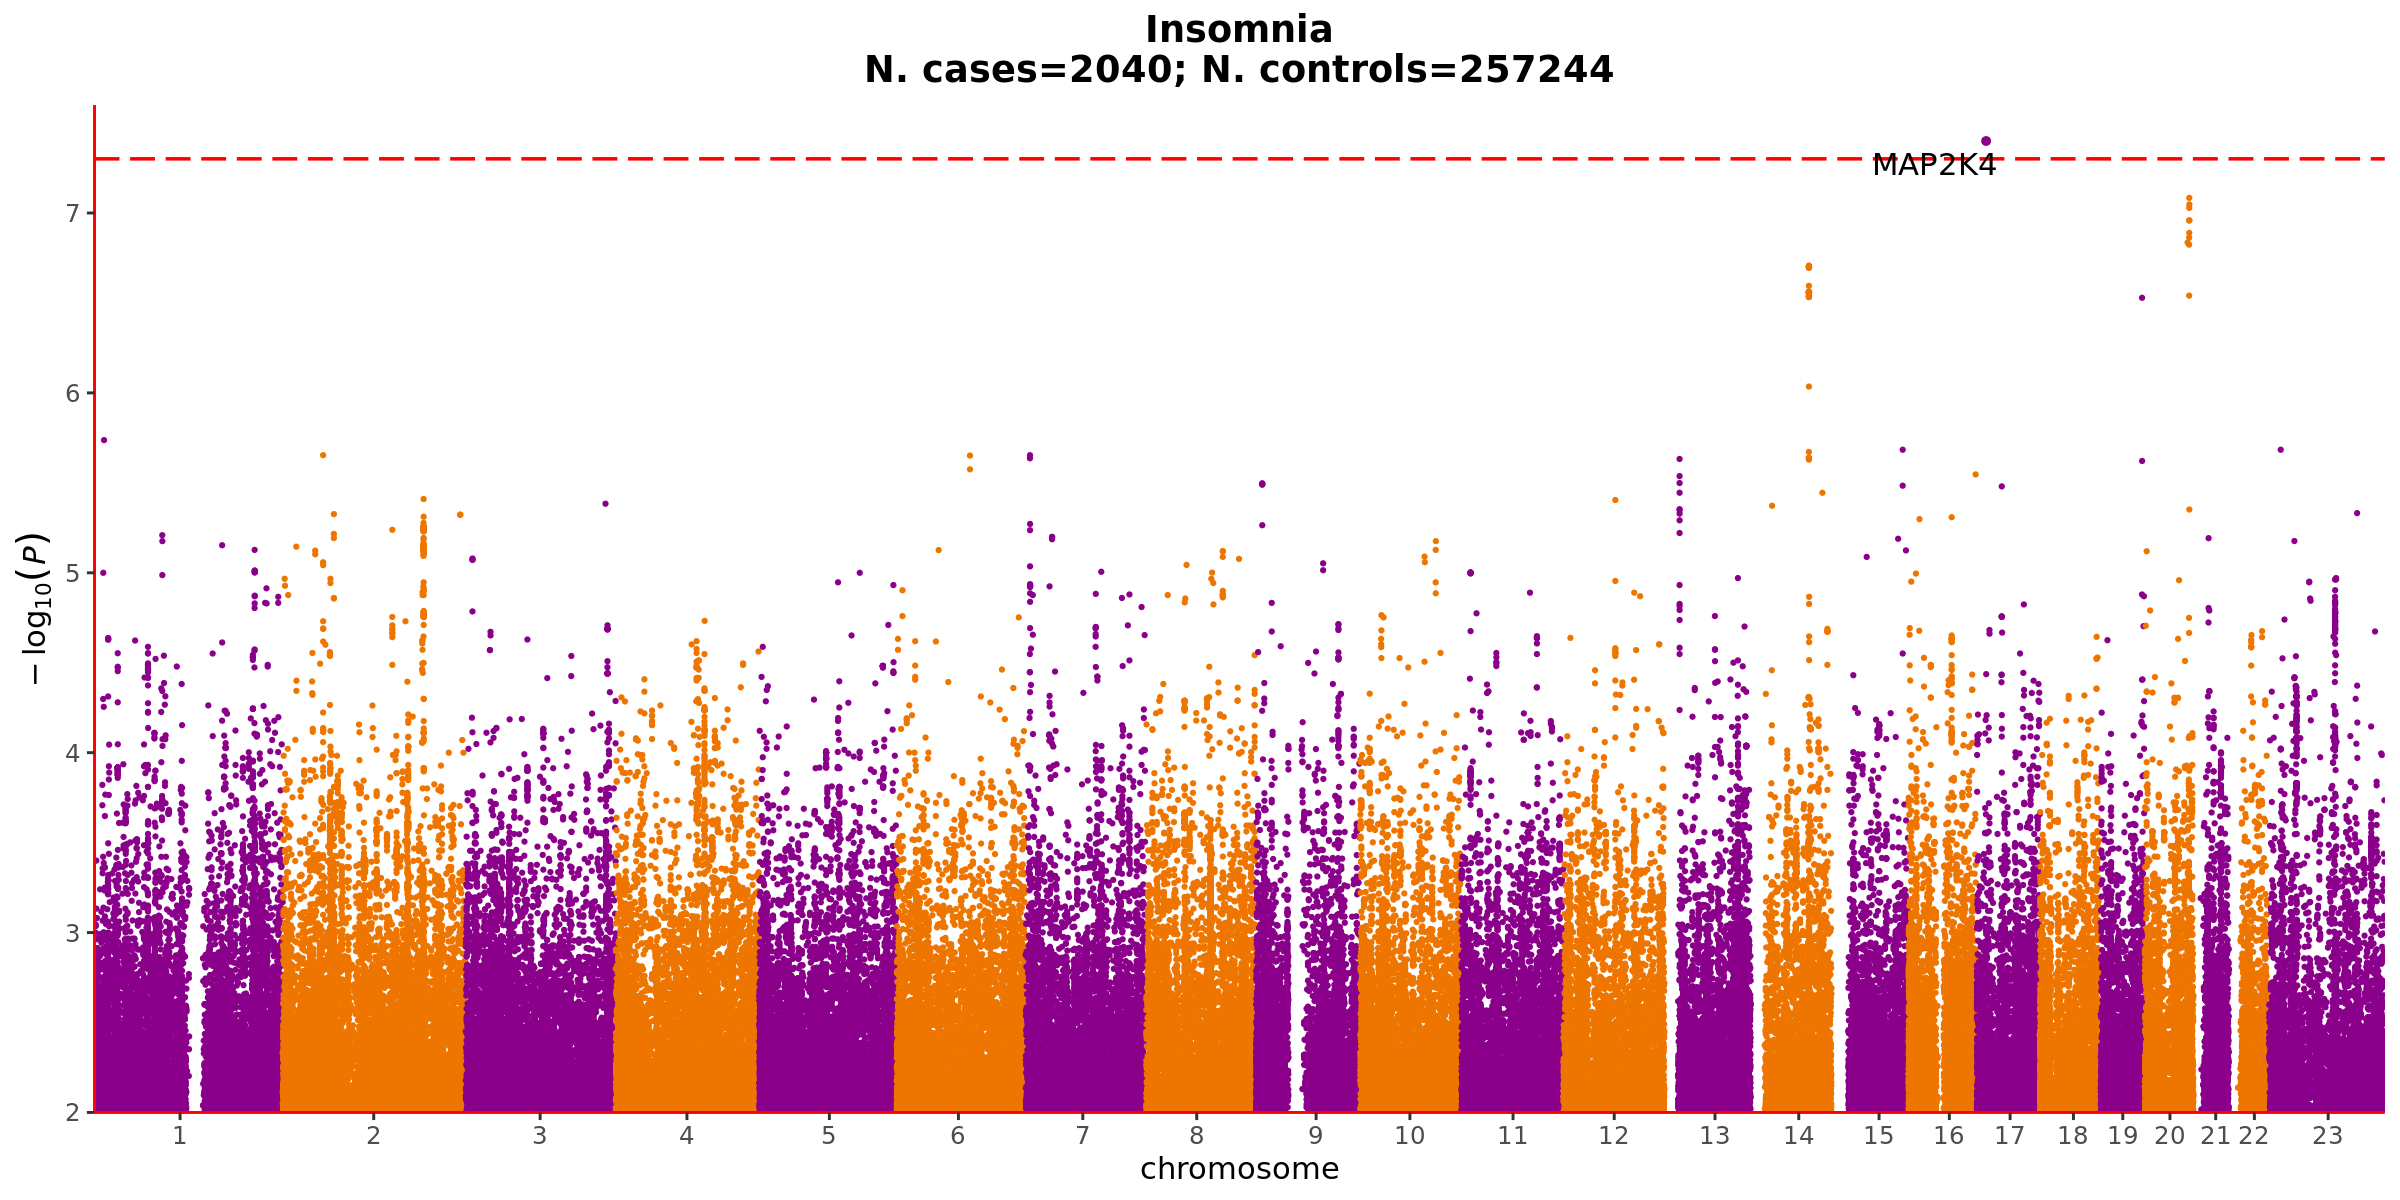 Insomnia
N. cases=2040; N. controls=257244
MAP2K4
7
6
5
4
3
2
− log₁₀(P)
1 2 3 4 5 6 7 8 9 10 11 12 13 14 15 16 17 18 19 20 21 22 23
chromosome